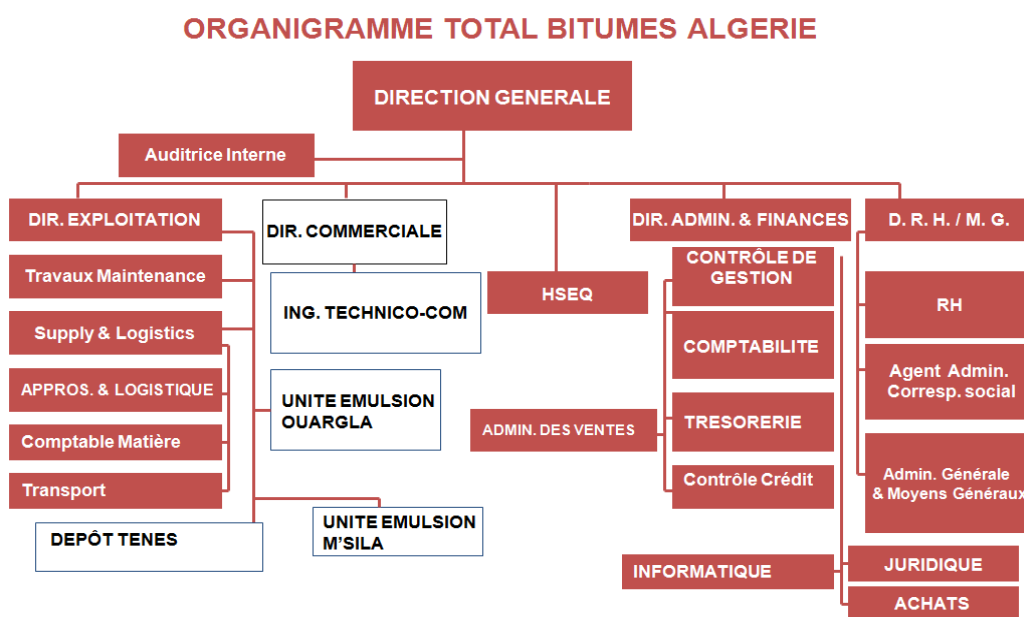 ORGANIGRAMME TOTAL BITUMES ALGERIE
DIRECTION GENERALE
Auditrice Interne
DIR. EXPLOITATION
DIR. COMMERCIALE
DIR. ADMIN. & FINANCES
D. R. H. / M. G.
Travaux Maintenance
Supply & Logistics
APPROS. & LOGISTIQUE
Comptable Matière
Transport
DEPÔT TENES
ING. TECHNICO-COM
UNITE EMULSION
OUARGLA
UNITE EMULSION
M'SILA
HSEQ
CONTRÔLE DE
GESTION
COMPTABILITE
ADMIN. DES VENTES
TRESORERIE
Contrôle Crédit
INFORMATIQUE
RH
Agent Admin.
Corresp. social
Admin. Générale
& Moyens Généraux
JURIDIQUE
ACHATS